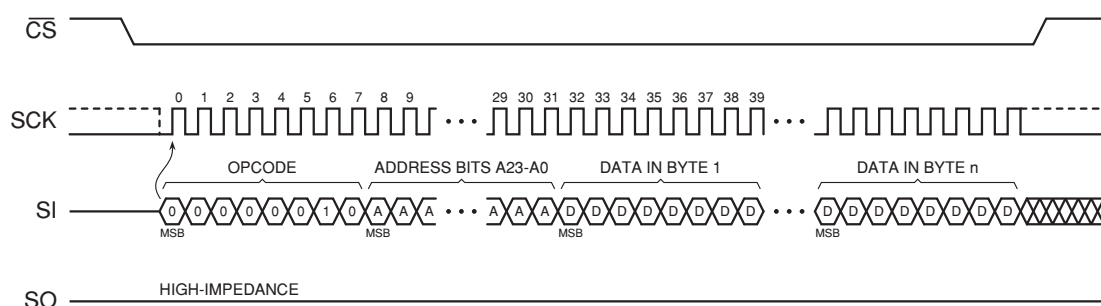 CS
0 1 2 3 4 5 6 7 8 9 29 30 31 32 33 34 35 36 37 38 39
SCK
OPCODE ADDRESS BITS A23-A0 DATA IN BYTE 1 DATA IN BYTE n
SI 0 0 0 0 0 0 1 0 A A A A A A D D D D D D D D D D D D D D D D
MSB MSB MSB MSB
HIGH-IMPEDANCE
SO